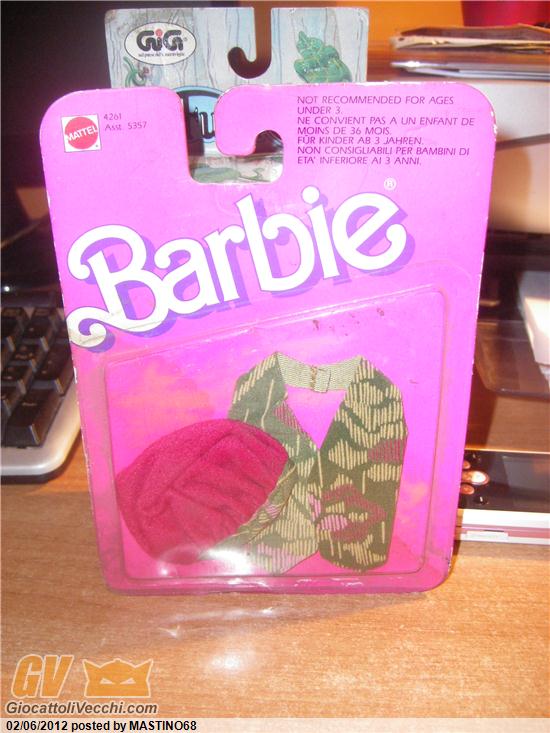 GiG
MATTEL
4261
Asst. 5357
NOT RECOMMENDED FOR AGES
UNDER 3.
NE CONVIENT PAS A UN ENFANT DE
MOINS DE 36 MOIS.
FÜR KINDER AB 3 JAHREN.
NON CONSIGLIABILI PER BAMBINI DI
ETA' INFERIORE AI 3 ANNI.
Barbie®
GV
GiocattoliVecchi.com
02/06/2012 posted by MASTINO68